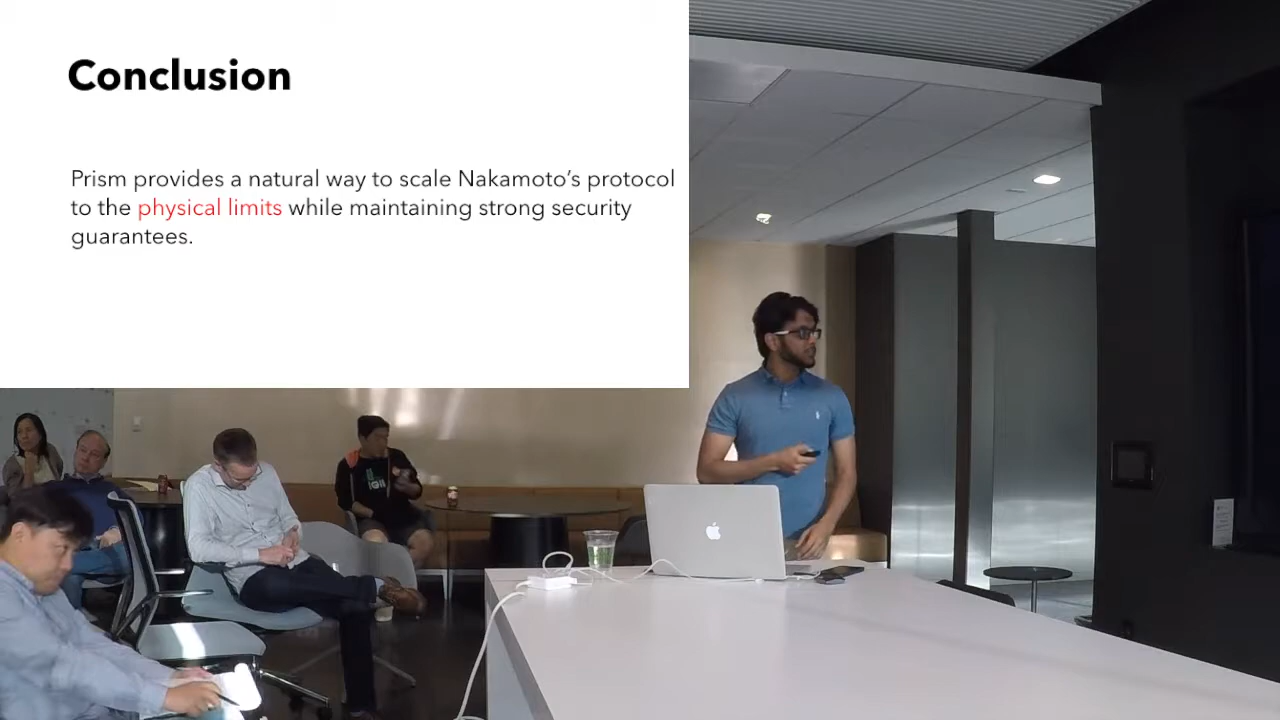 Conclusion
Prism provides a natural way to scale Nakamoto’s protocol
to the physical limits while maintaining strong security
guarantees.